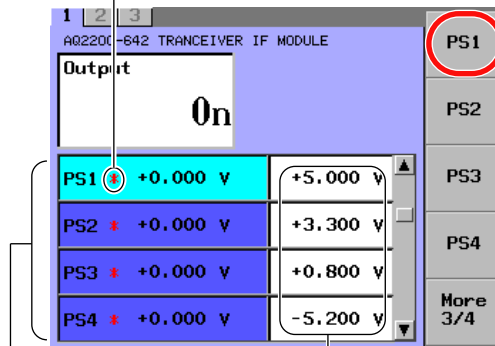 1 2 3
AQ2200-642 TRANCEIVER IF MODULE
Output
On
PS1 * +0.000 V +5.000 V
PS2 * +0.000 V +3.300 V
PS3 * +0.000 V +0.800 V
PS4 * +0.000 V -5.200 V
PS1
PS2
PS3
PS4
More
3/4